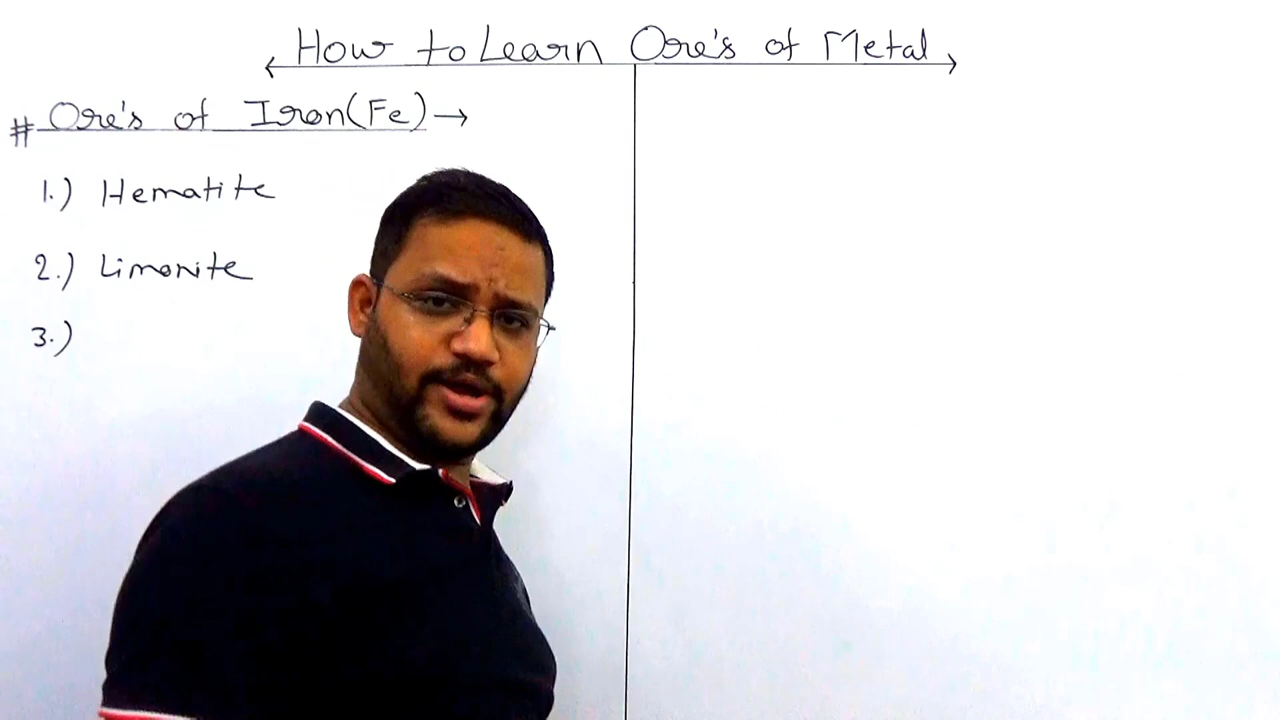 How to Learn Ore's of Metal
# Ore's of Iron(Fe)→
1.) Hematite
2.) Limonite
3.)